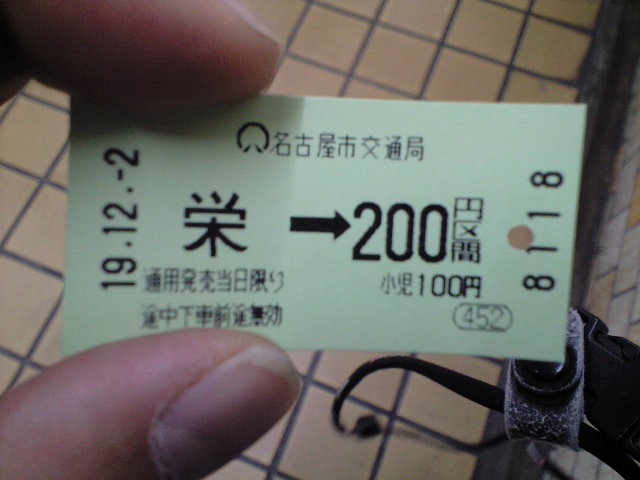 名古屋市交通局
19.12.-2
栄➡200円区間
通用発売当日限り
小児100円
途中下車前途無効
452
8118